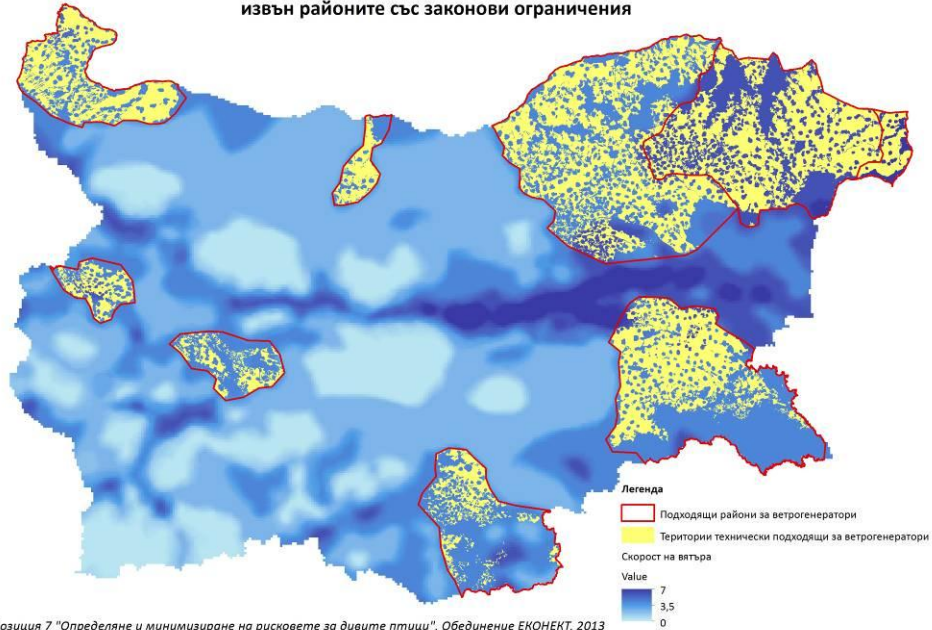 извън районите със законови ограничения
Легенда
Подходящи райони за ветрогенератори
Територии технически подходящи за ветрогенератори
Скорост на вятъра
Value
7
3,5
0
7 "Определяне и минимизиране на рисковете за дивите птици", Обединение ЕКОНЕКТ, 2013